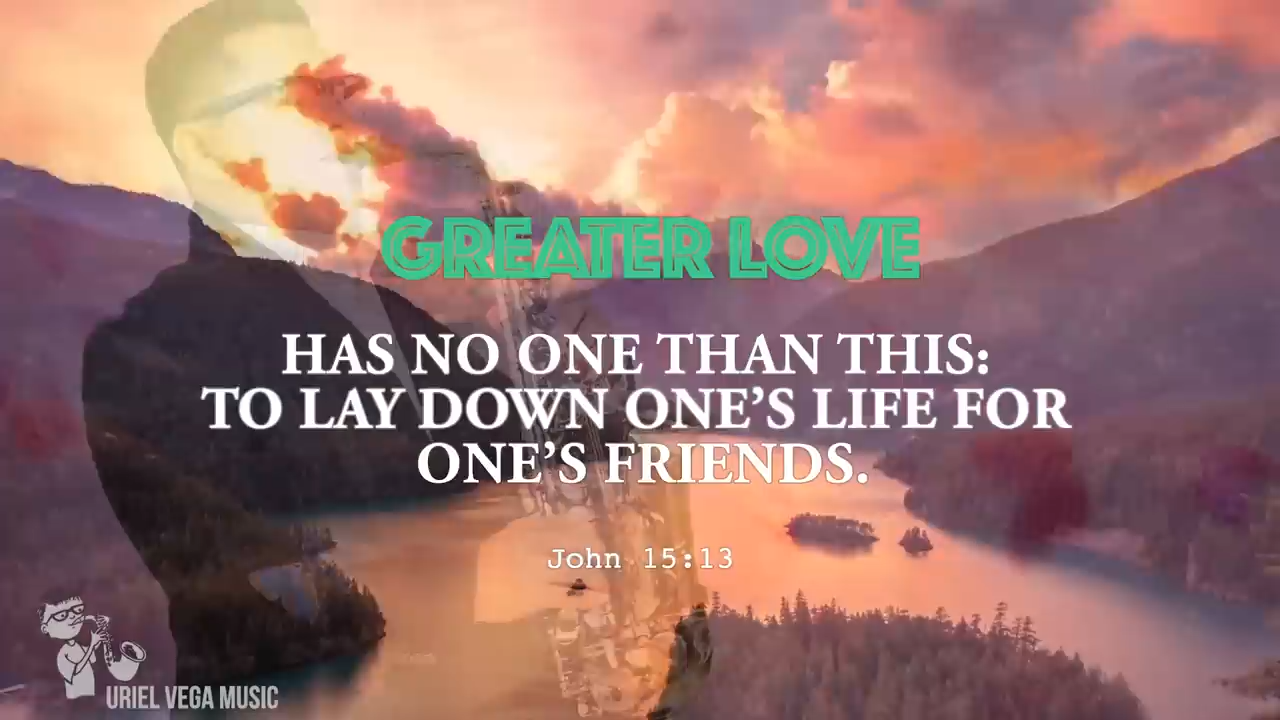 GREATER LOVE
HAS NO ONE THAN THIS:
TO LAY DOWN ONE’S LIFE FOR
ONE’S FRIENDS.
John 15:13
URIEL VEGA MUSIC